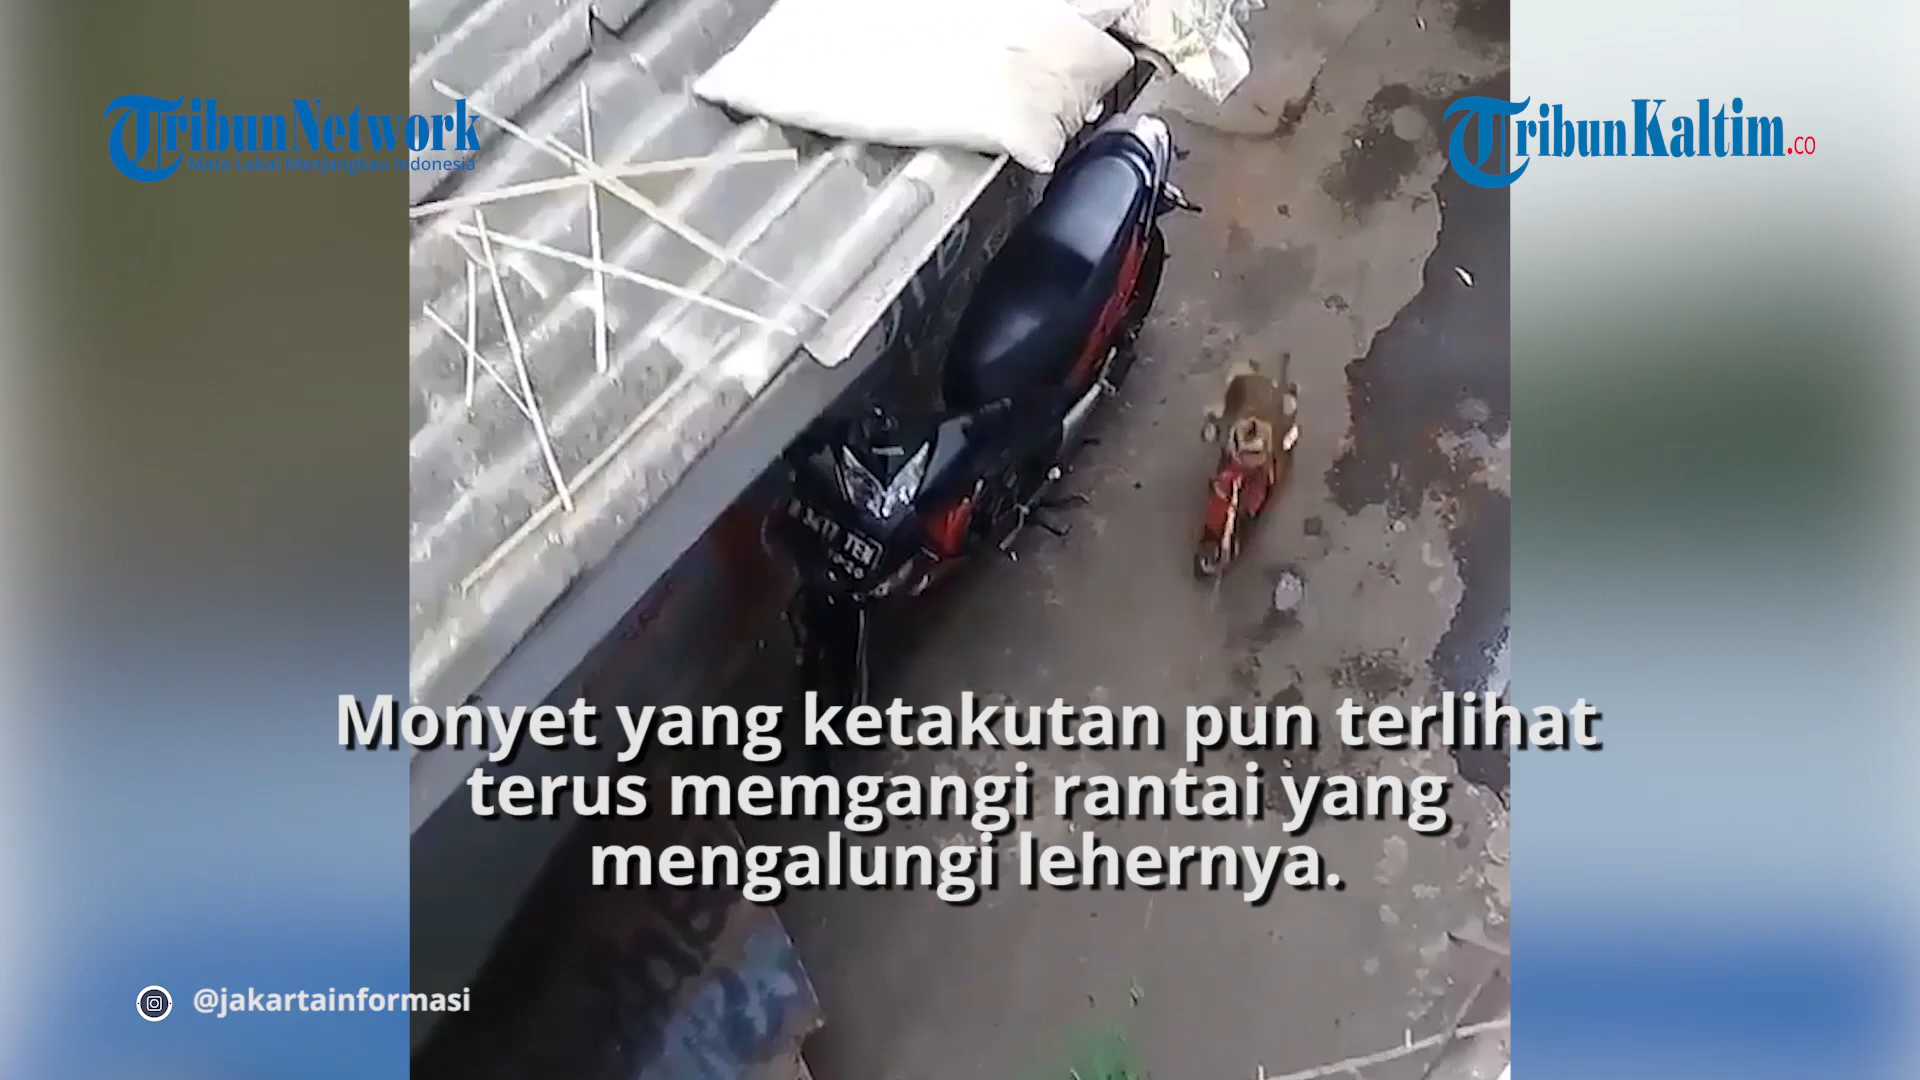 TribunNetwork
Mata Lokal Menjangkau Indonesia
TribunKaltim.co
Monyet yang ketakutan pun terlihat
terus memgangi rantai yang
mengalungi lehernya.
@jakartainformasi